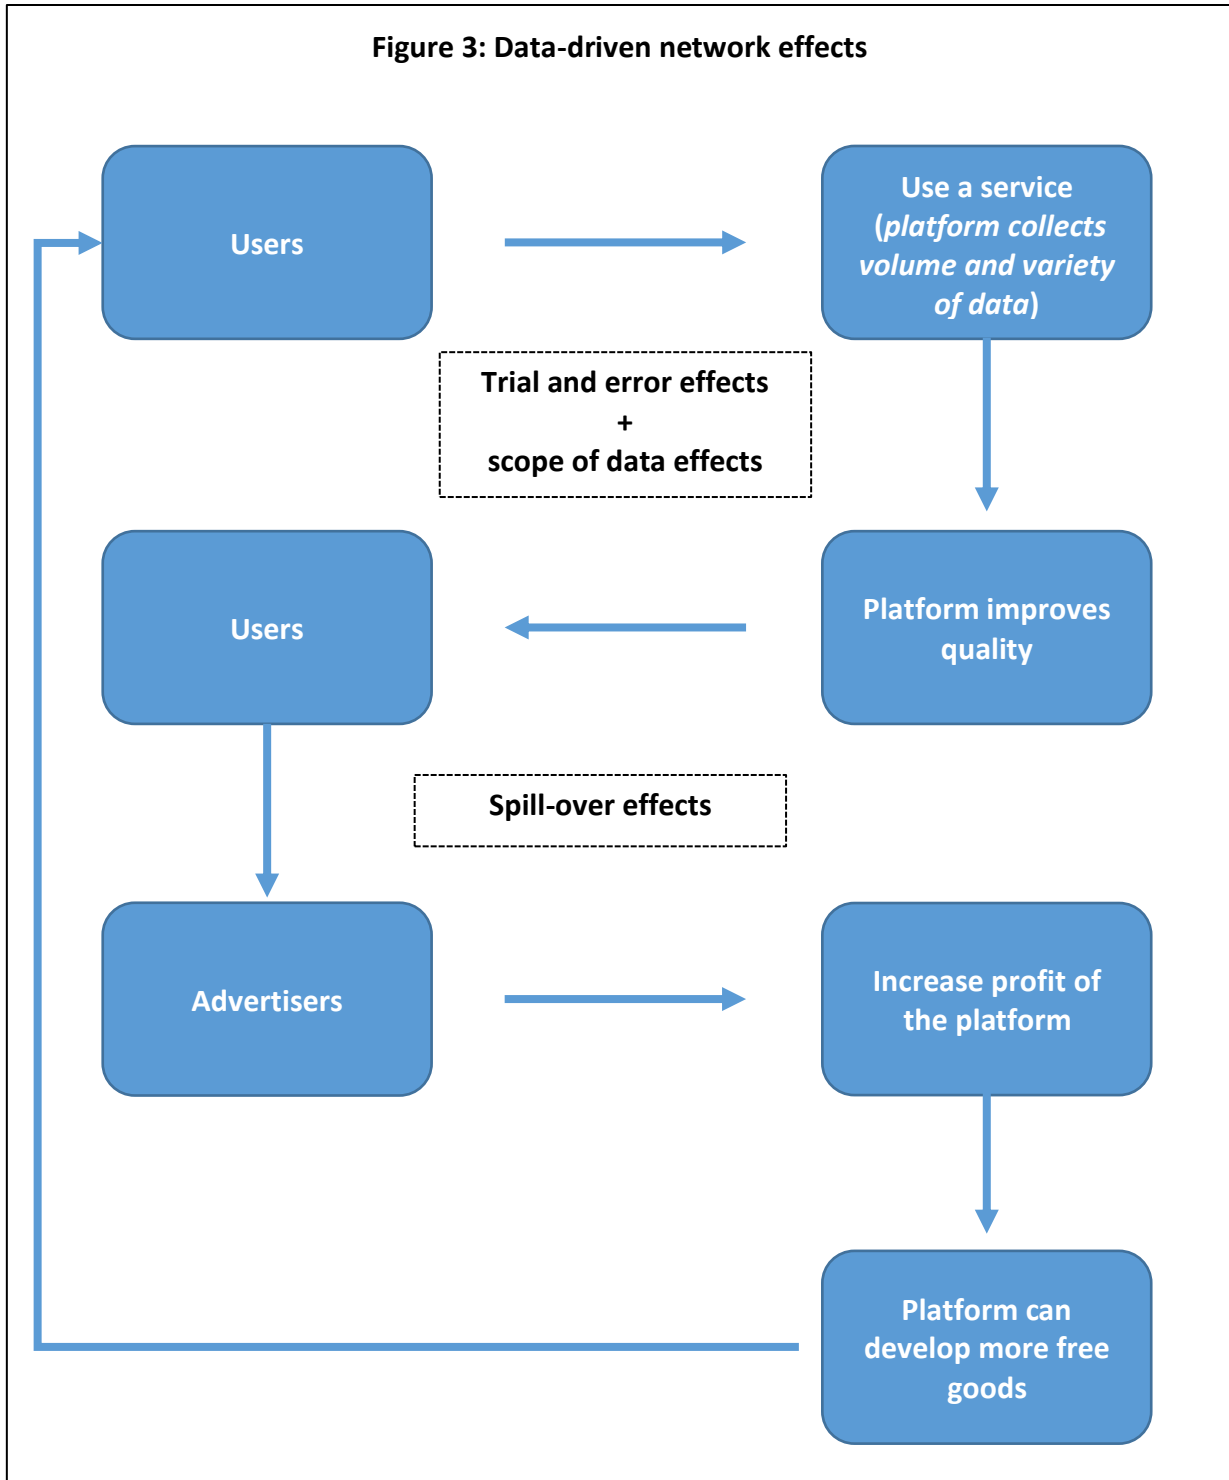 Figure 3: Data-driven network effects
Users
Use a service
(platform collects
volume and variety
of data)
Trial and error effects
+
scope of data effects
Users
Platform improves
quality
Spill-over effects
Advertisers
Increase profit of
the platform
Platform can
develop more free
goods